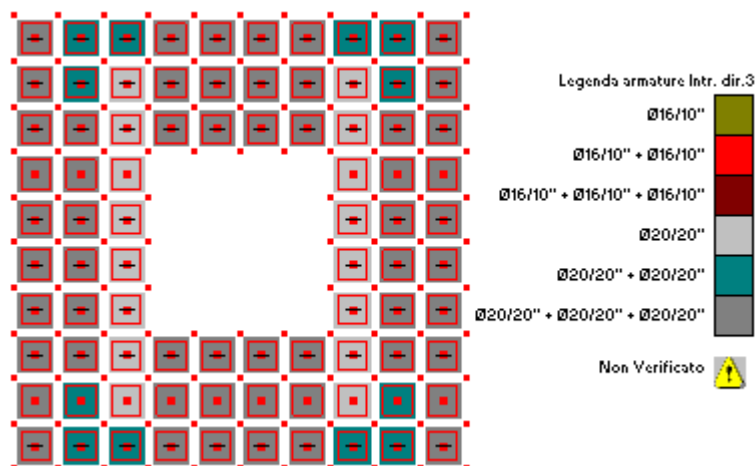 Legenda armature Intr. dir.3
Ø16/10"
Ø16/10" + Ø16/10"
Ø16/10" + Ø16/10" + Ø16/10"
Ø20/20"
Ø20/20" + Ø20/20"
Ø20/20" + Ø20/20" + Ø20/20"
Non Verificato